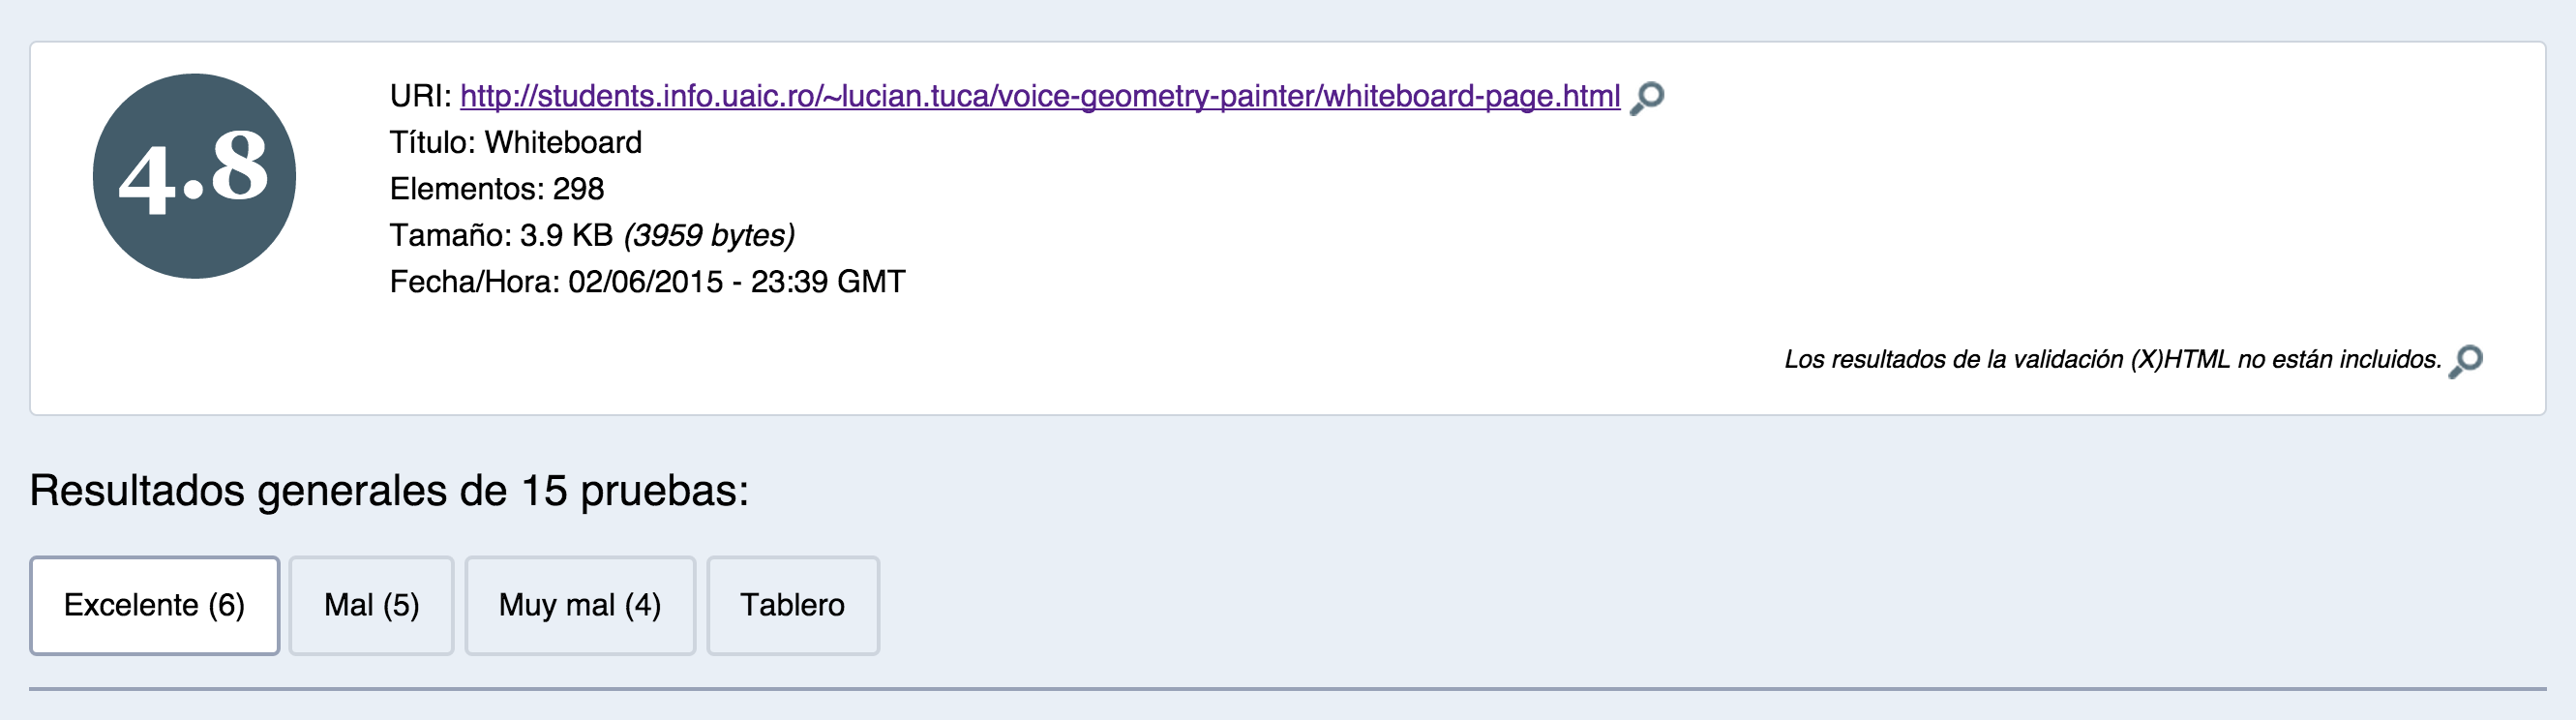 4.8
URI: http://students.info.uaic.ro/~lucian.tuca/voice-geometry-painter/whiteboard-page.html
Título: Whiteboard
Elementos: 298
Tamaño: 3.9 KB (3959 bytes)
Fecha/Hora: 02/06/2015 - 23:39 GMT
Los resultados de la validación (X)HTML no están incluidos.
Resultados generales de 15 pruebas:
Excelente (6) Mal (5) Muy mal (4) Tablero